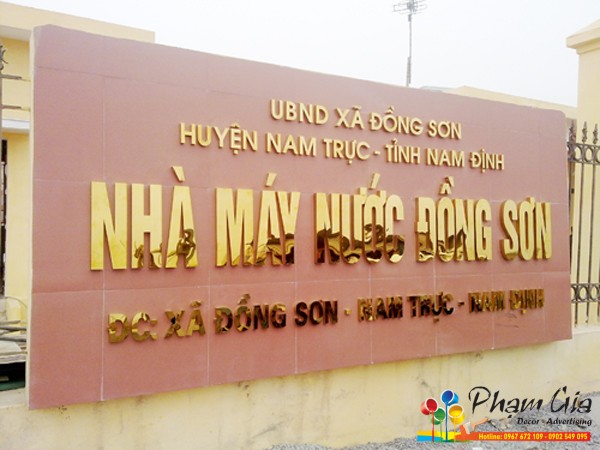 UBND XÃ ĐỒNG SƠN
HUYỆN NAM TRỰC - TỈNH NAM ĐỊNH
NHÀ MÁY NƯỚC ĐỒNG SƠN
ĐC: XÃ ĐỒNG SƠN - NAM TRỰC - NAM ĐỊNH
Phạm Gia
Decor - Advertising
Hotline: 0967 672 109 - 0902 549 095